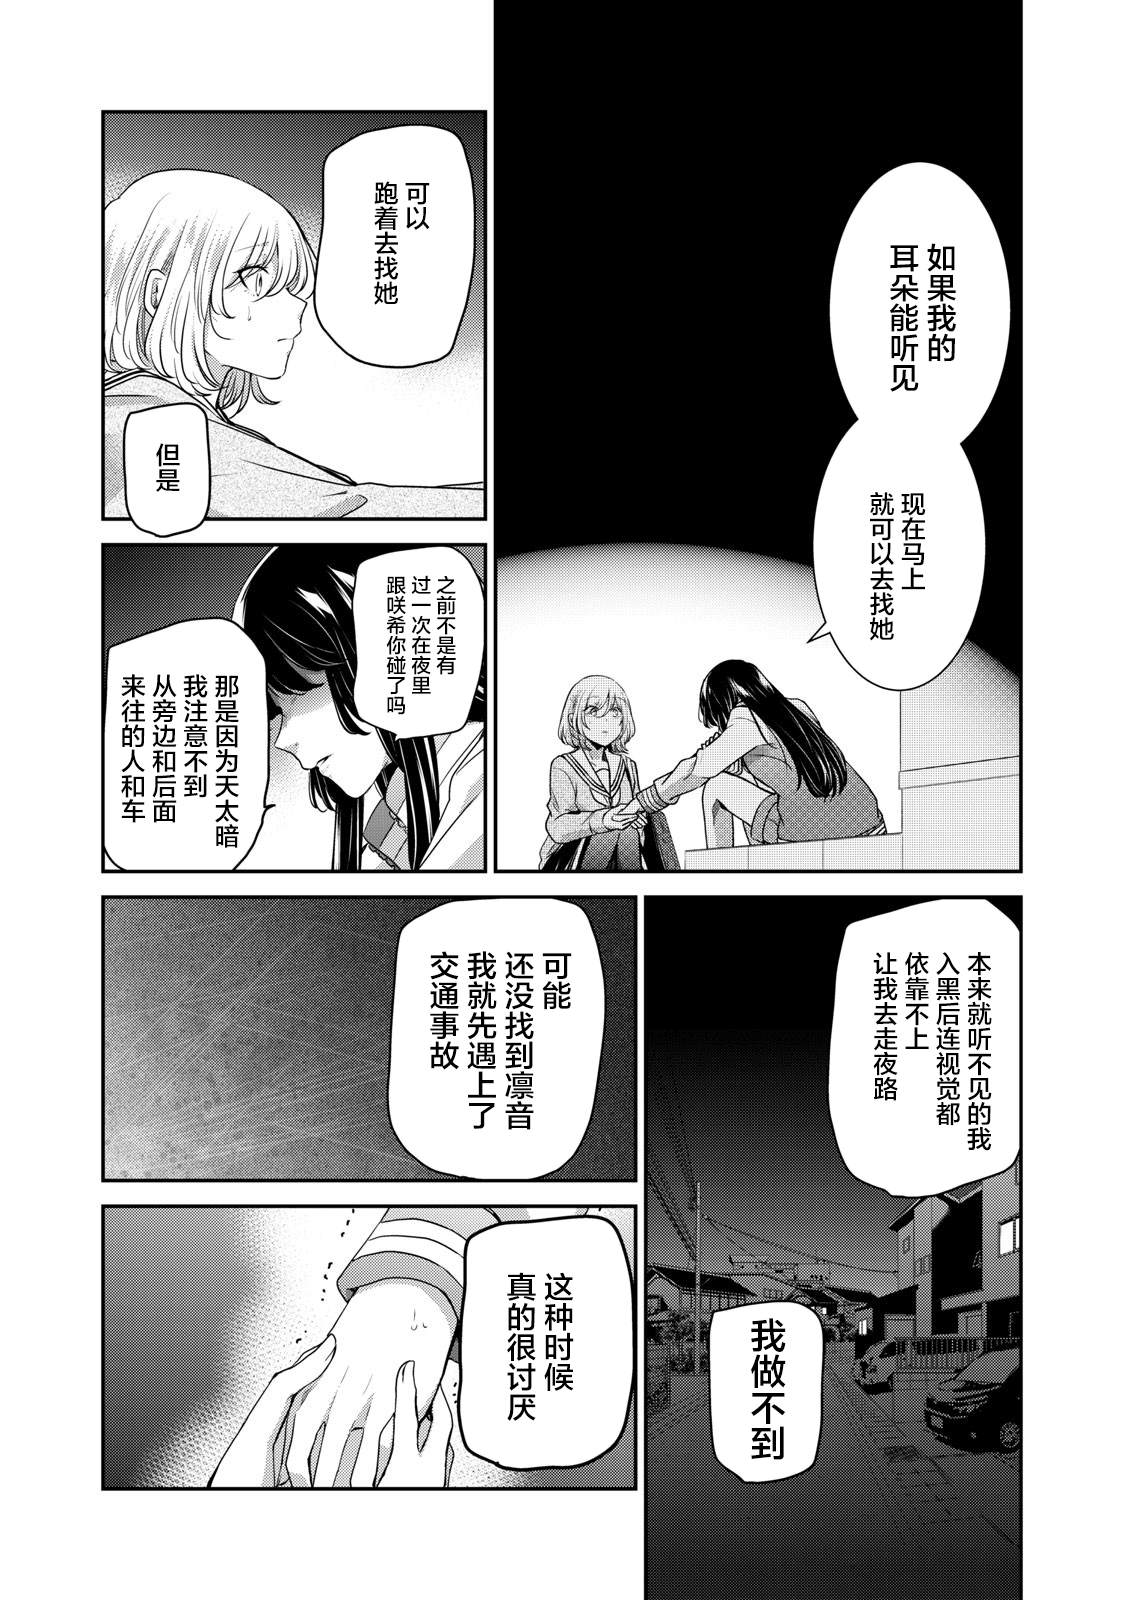 如果我的
耳朵能听见
现在马上
就可以去找她
可以
跑着去找她
但是
之前不是有
过一次在夜里
跟咲希你碰了吗
那是因为天太暗
我注意不到
从旁边和后面
来往的人和车
本来就听不见的我
入黑后连视觉都
依靠不上
让我去走夜路
我做不到
可能
还没找到凛音
我就先遇上了
交通事故
这种时候
真的很讨厌